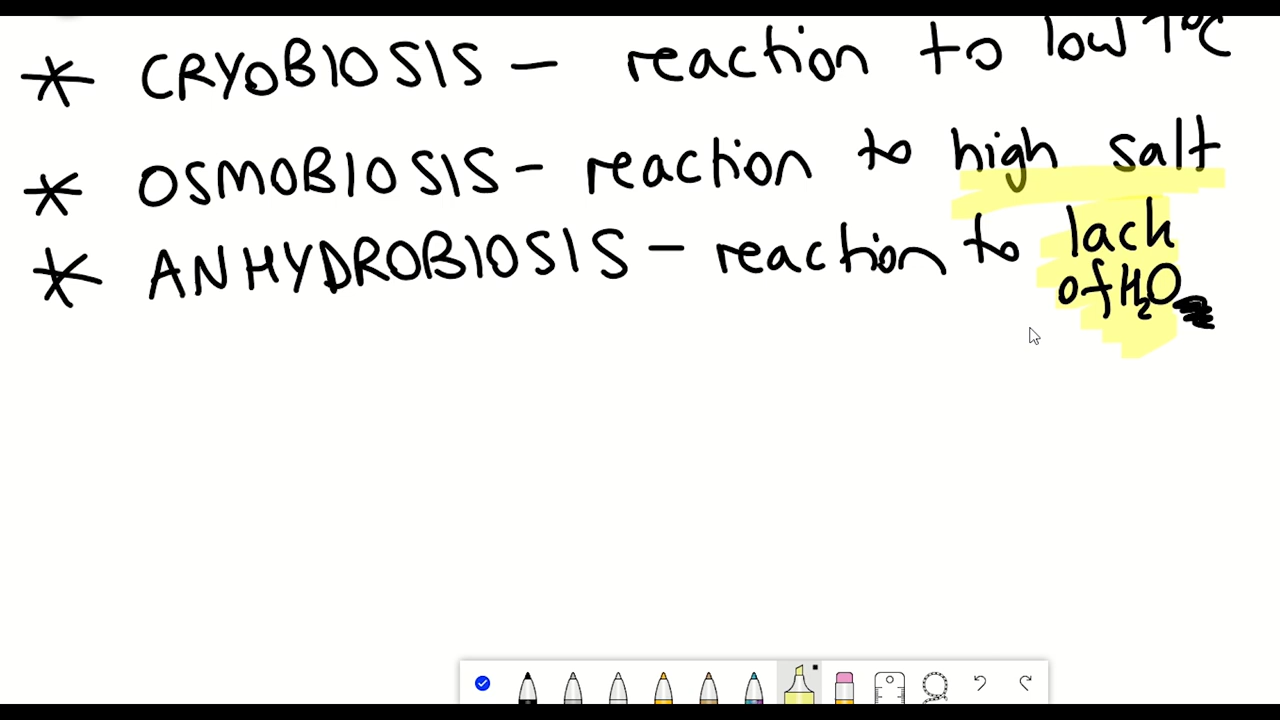 * CRYOBIOSIS - reaction to low T°C
* OSMOBIOSIS - reaction to high salt
* ANHYDROBIOSIS - reaction to lack
of H₂O